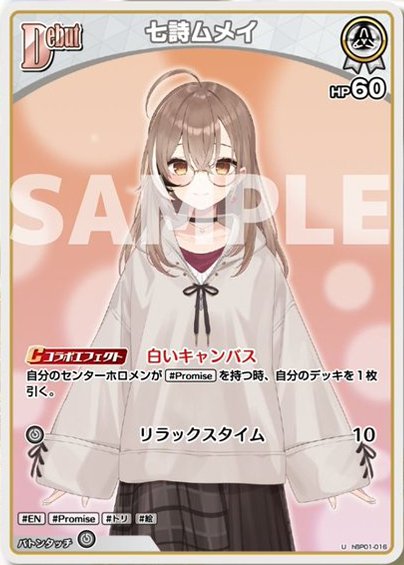 Debut
七詩ムメイ
HP60
SAMPLE
コラボエフェクト 白いキャンバス
自分のセンターホロメンが #Promise を持つ時、自分のデッキを1枚
引く。
リラックスタイム 10
#EN #Promise #トリ #絵
バトンタッチ
U hBP01-016